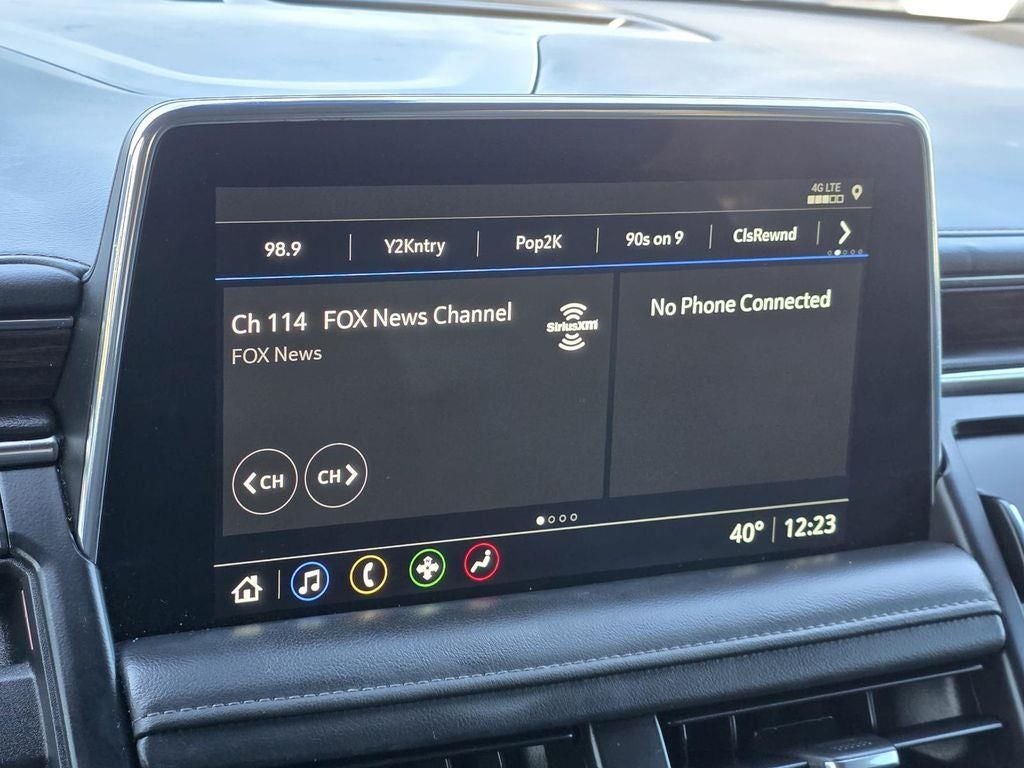 4G LTE
98.9 Y2Kntry Pop2K 90s on 9 ClsRewnd
Ch 114 FOX News Channel
FOX News
SiriusXM
No Phone Connected
CH CH
40° 12:23